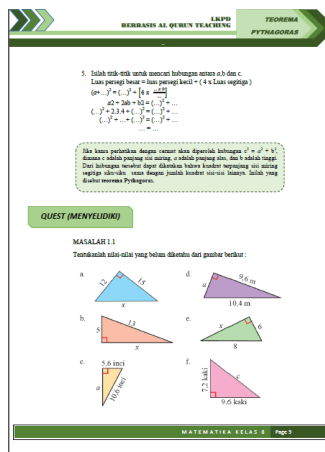 LKPD
BERBASIS AL QURUN TEACHING
TEOREMA
PYTHAGORAS
5. Isilah titik-titik untuk mencari hubungan antara a,b dan c.
Luas persegi besar = luas persegi kecil + ( 4 x Luas segitiga )
(a+…)² = (…)² + [4 x
a2 + 2ab + b2 = (…)² + …
(…)² + 2.3.4 + (…)² = (…)² + …
(…)² + …+ (…)² = (…)² + …
… = …
Jika kamu perhatikan dengan cermat akan diperoleh hubungan c² = a² + b²,
dimana c adalah panjang sisi miring, a adalah panjang alas, dan b adalah tinggi.
Dari hubungan tersebut dapat dikatakan bahwa kuadrat terpanjang sisi miring
segitiga siku-siku sama dengan jumlah kuadrat sisi-sisi lainnya. Inilah yang
disebut teorema Pythagoras.
QUEST (MENYELIDIKI)
MASALAH 1.1
Tentukanlah nilai-nilai yang belum diketahui dari gambar berikut :
a.
12
15
x
d.
a
9,6 m
10,4 m
b.
5
13
x
e.
x
6
8
c.
5,6 inci
a
10,6 inci
f.
7,2 kaki
c
9,6 kaki
MATEMATIKA KELAS 8
Page 5